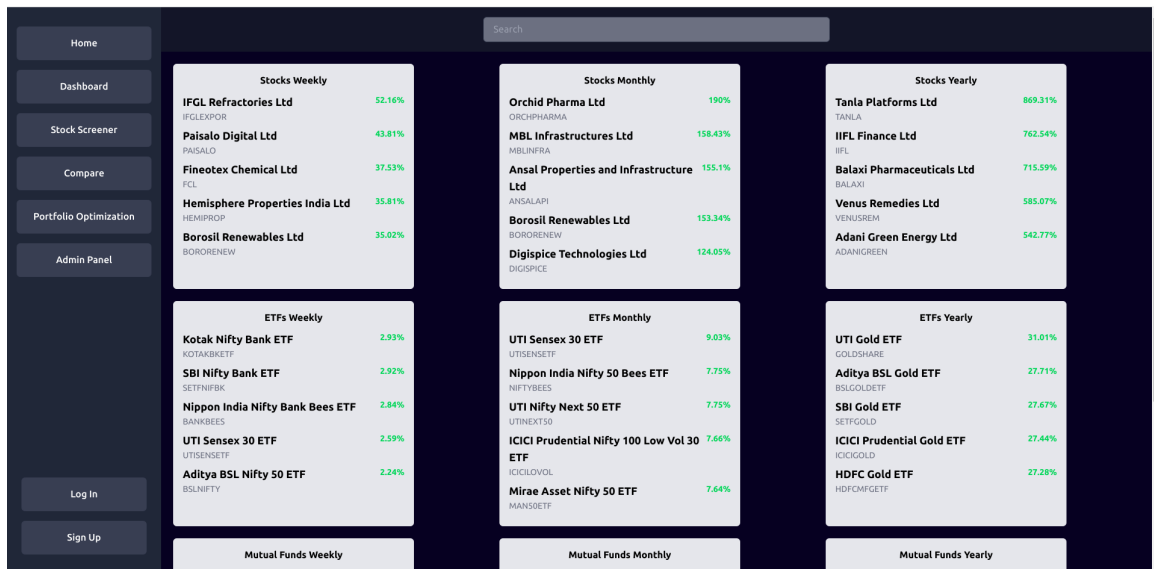 Home
Dashboard
Stock Screener
Compare
Portfolio Optimization
Admin Panel
Log In
Sign Up
Search
Stocks Weekly
IFGL Refractories Ltd 52.16%
IFGLEXPOR
Paisalo Digital Ltd 43.81%
PAISALO
Fineotex Chemical Ltd 37.53%
FCL
Hemisphere Properties India Ltd 35.81%
HEMIPROP
Borosil Renewables Ltd 35.02%
BORORENEW
Stocks Monthly
Orchid Pharma Ltd 190%
ORCHPHARMA
MBL Infrastructures Ltd 158.43%
MBLINFRA
Ansal Properties and Infrastructure 155.1%
Ltd
ANSALAPI
Borosil Renewables Ltd 153.34%
BORORENEW
Digispice Technologies Ltd 124.05%
DIGISPICE
Stocks Yearly
Tanla Platforms Ltd 869.31%
TANLA
IIFL Finance Ltd 762.54%
IIFL
Balaxi Pharmaceuticals Ltd 715.59%
BALAXI
Venus Remedies Ltd 585.07%
VENUSREM
Adani Green Energy Ltd 542.77%
ADANIGREEN
ETFs Weekly
Kotak Nifty Bank ETF 2.93%
KOTAKBKETF
SBI Nifty Bank ETF 2.92%
SETFNIFBK
Nippon India Nifty Bank Bees ETF 2.84%
BANKBEES
UTI Sensex 30 ETF 2.59%
UTISENSETF
Aditya BSL Nifty 50 ETF 2.24%
BSLNIFTY
ETFs Monthly
UTI Sensex 30 ETF 9.03%
UTISENSETF
Nippon India Nifty 50 Bees ETF 7.75%
NIFTYBEES
UTI Nifty Next 50 ETF 7.75%
UTINEXT50
ICICI Prudential Nifty 100 Low Vol 30 7.66%
ETF
ICICILOVOL
Mirae Asset Nifty 50 ETF 7.64%
MAN50ETF
ETFs Yearly
UTI Gold ETF 31.01%
GOLDSHARE
Aditya BSL Gold ETF 27.71%
BSLGOLDETF
SBI Gold ETF 27.67%
SETFGOLD
ICICI Prudential Gold ETF 27.44%
ICICIGOLD
HDFC Gold ETF 27.28%
HDFCMFGETF
Mutual Funds Weekly
Mutual Funds Monthly
Mutual Funds Yearly